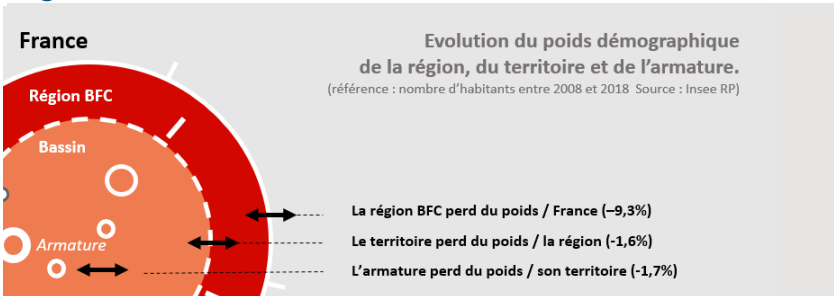 France
Evolution du poids démographique
de la région, du territoire et de l’armature.
(référence : nombre d’habitants entre 2008 et 2018 Source : Insee RP)
Région BFC
Bassin
La région BFC perd du poids / France (–9,3%)
Le territoire perd du poids / la région (-1,6%)
Armature
L’armature perd du poids / son territoire (-1,7%)